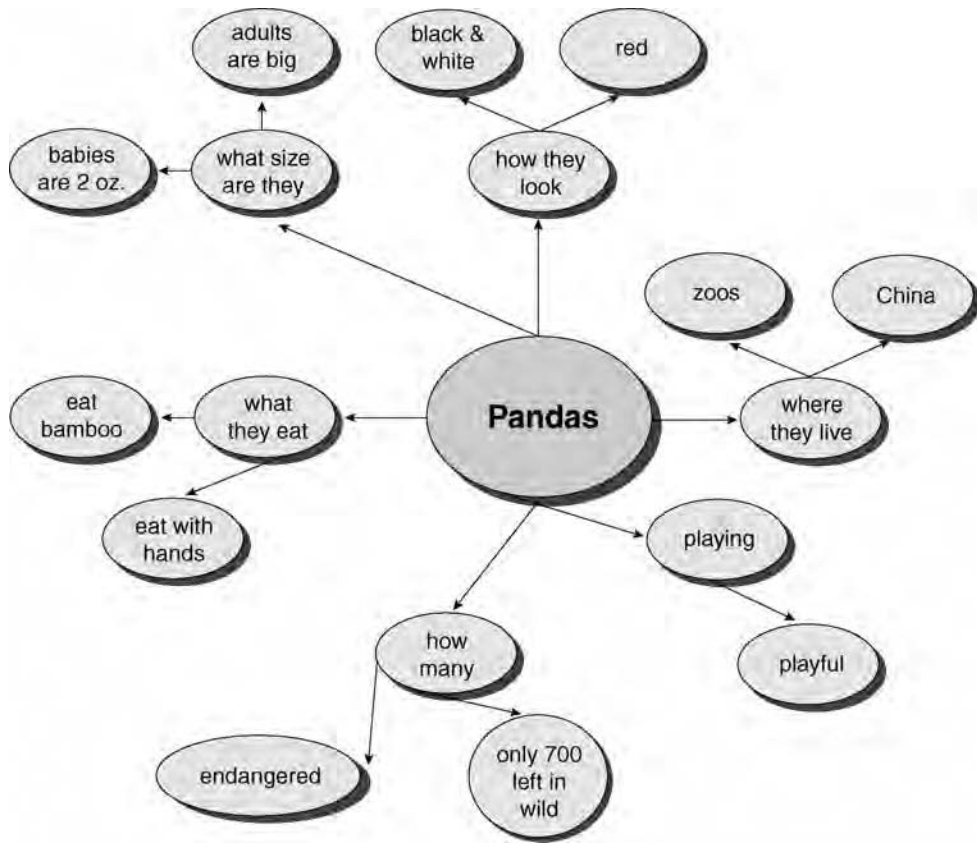 adults
are big
black &
white
red
babies
are 2 oz.
what size
are they
how they
look
zoos
China
eat
bamboo
what
they eat
Pandas
where
they live
eat with
hands
playing
how
many
playful
endangered
only 700
left in
wild